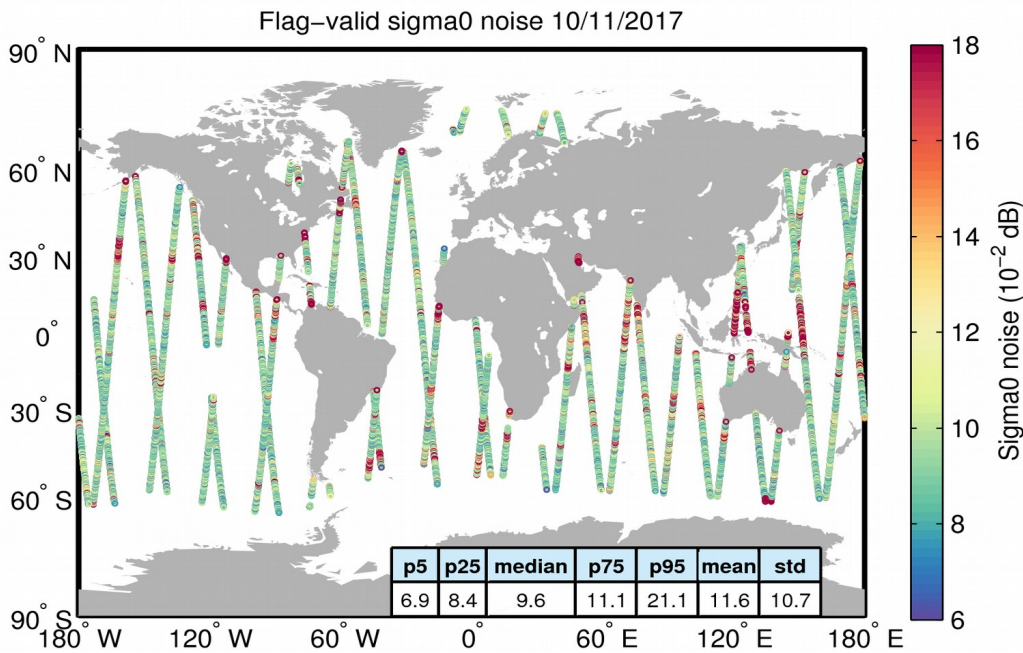 Flag−valid sigma0 noise 10/11/2017
90° N
60° N
30° N
0°
30° S
60° S
90° S
180° W
120° W
60° W
0°
60° E
120° E
180° E
p5 p25 median p75 p95 mean std
6.9 8.4 9.6 11.1 21.1 11.6 10.7
18
16
14
12
10
8
6
Sigma0 noise (10⁻² dB)